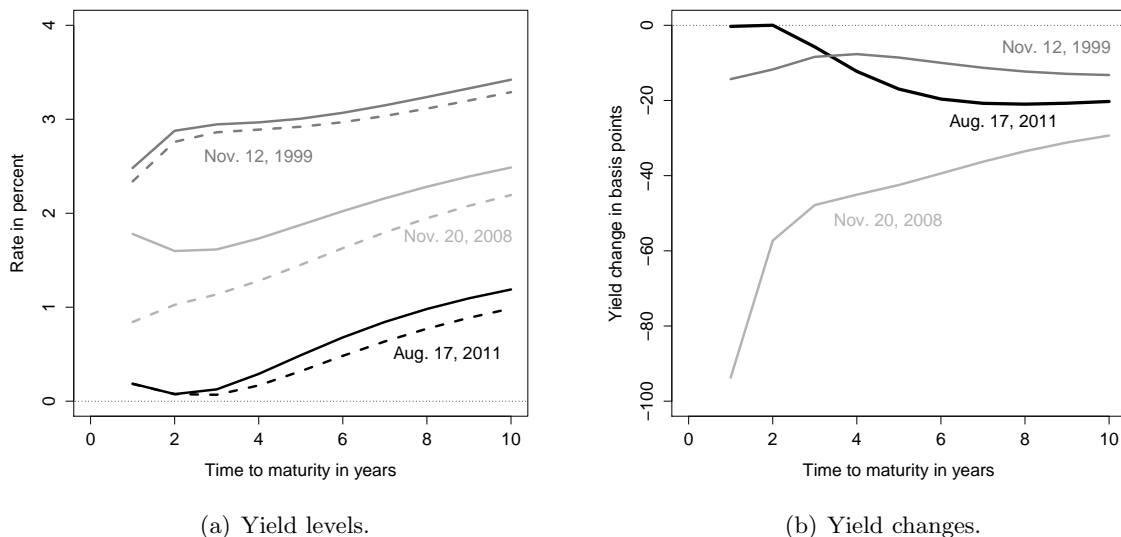 4
3
2
1
0
Rate in percent
Nov. 12, 1999
Nov. 20, 2008
Aug. 17, 2011
0 2 4 6 8 10
Time to maturity in years
(a) Yield levels.
0
−20
−40
−60
−80
−100
Yield change in basis points
Nov. 12, 1999
Aug. 17, 2011
Nov. 20, 2008
0 2 4 6 8 10
Time to maturity in years
(b) Yield changes.